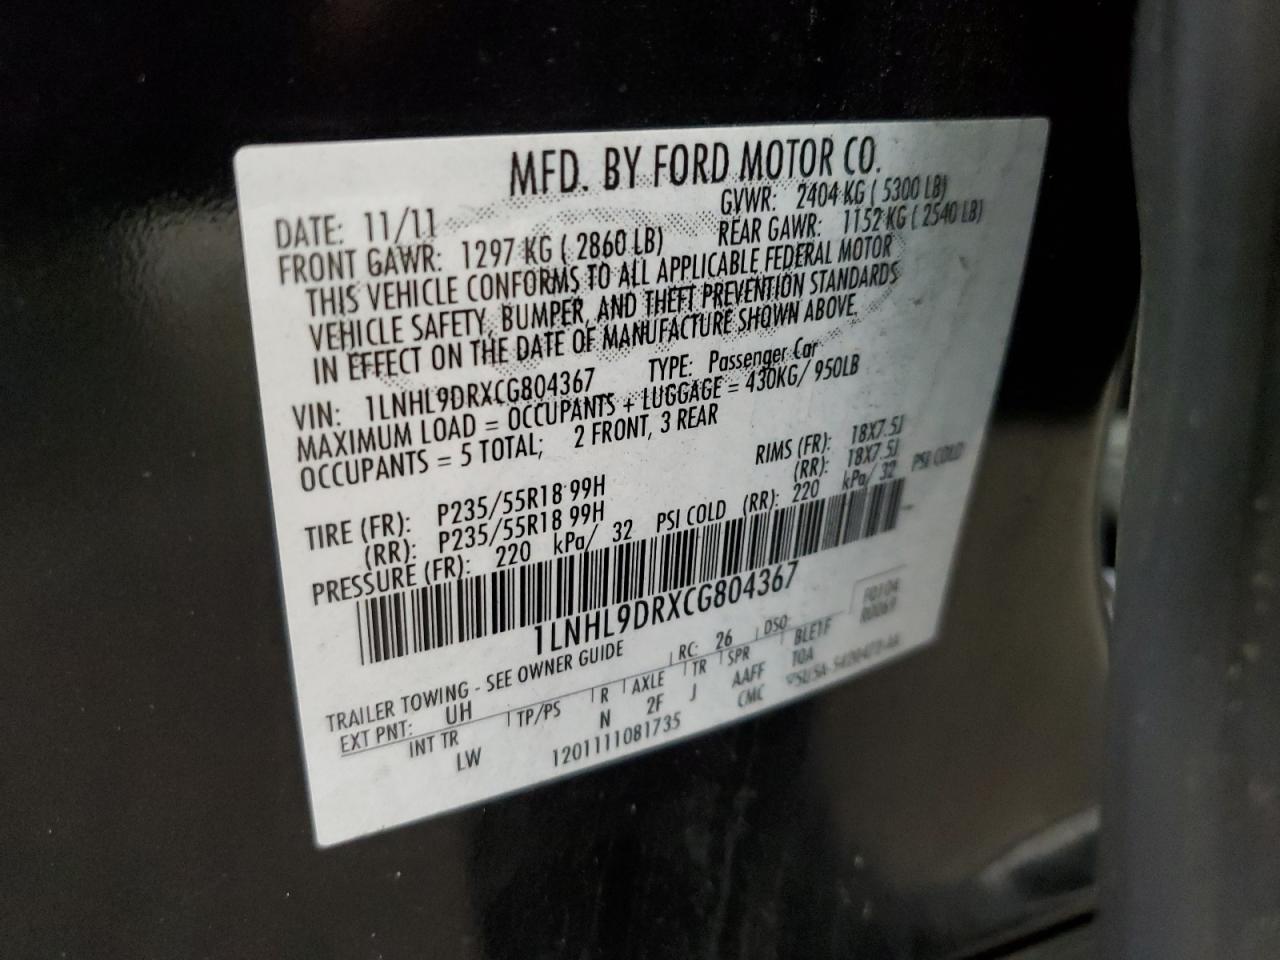 MFD. BY FORD MOTOR CO.
DATE: 11/11 GVWR: 2404 KG ( 5300 LB)
FRONT GAWR: 1297 KG ( 2860 LB) REAR GAWR: 1152 KG ( 2540 LB)
THIS VEHICLE CONFORMS TO ALL APPLICABLE FEDERAL MOTOR
VEHICLE SAFETY, BUMPER, AND THEFT PREVENTION STANDARDS
IN EFFECT ON THE DATE OF MANUFACTURE SHOWN ABOVE.
VIN: 1LNHL9DRXCG804367 TYPE: Passenger Car
MAXIMUM LOAD = OCCUPANTS + LUGGAGE = 430KG/ 950LB
OCCUPANTS = 5 TOTAL; 2 FRONT, 3 REAR
TIRE (FR): P235/55R18 99H RIMS (FR): 18X7.5J
(RR): P235/55R18 99H (RR): 18X7.5J
PRESSURE (FR): 220 kPa/ 32 PSI COLD (RR): 220 kPa/ 32 PSI COLD
1LNHL9DRXCG804367
F0104
R0069
TRAILER TOWING - SEE OWNER GUIDE
EXT PNT: UH RC: 26 DSO:
INT TR TP/PS R AXLE TR SPR BLE1F
LW N 2F J AAFF TOA
1201111081735 CMC